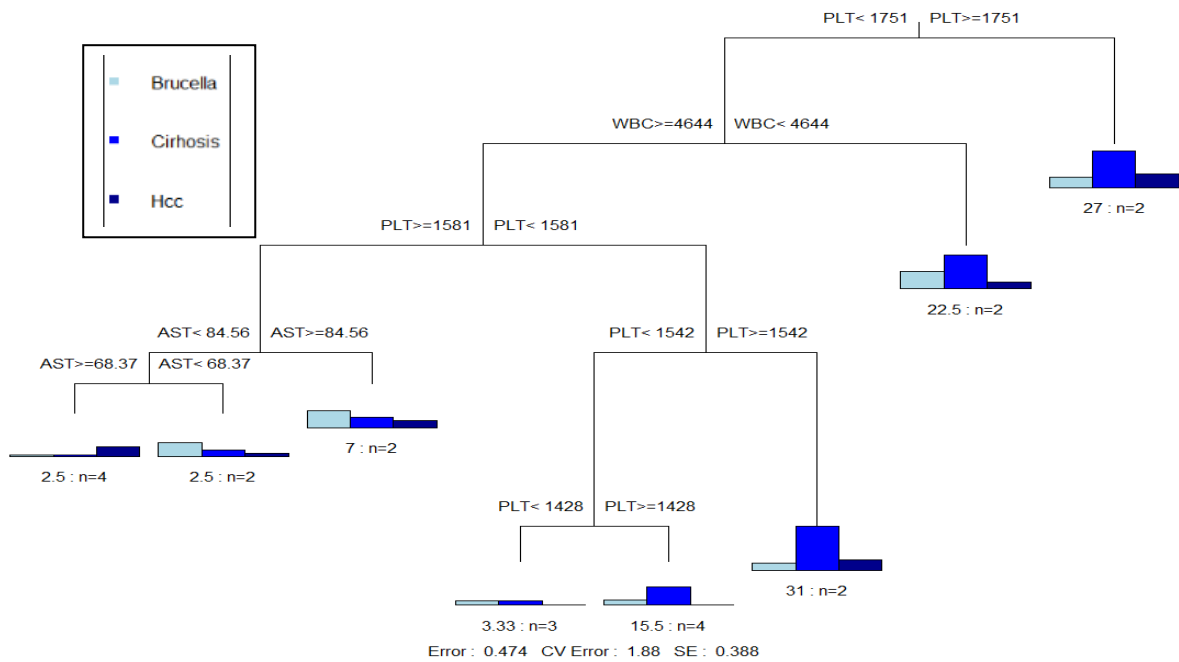 PLT< 1751 PLT>=1751
Brucella
Cirhosis
Hcc
WBC>=4644 WBC< 4644
27 : n=2
PLT>=1581 PLT< 1581
22.5 : n=2
AST< 84.56 AST>=84.56
PLT< 1542 PLT>=1542
AST>=68.37 AST< 68.37
7 : n=2
2.5 : n=4
2.5 : n=2
PLT< 1428 PLT>=1428
31 : n=2
3.33 : n=3
15.5 : n=4
Error : 0.474 CV Error : 1.88 SE : 0.388